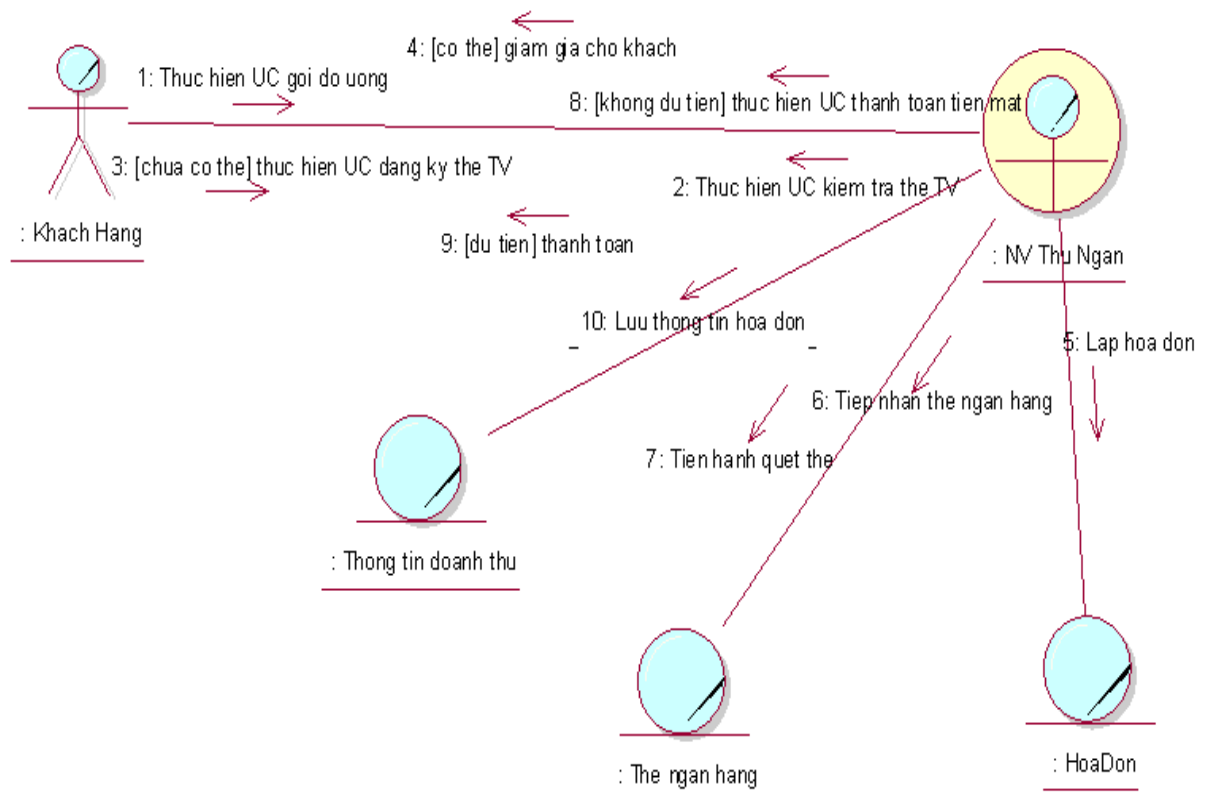 4: [co the] giam gia cho khach
1: Thuc hien UC goi do uong
8: [khong du tien] thuc hien UC thanh toan tien mat
3: [chua co the] thuc hien UC dang ky the TV
2: Thuc hien UC kiem tra the TV
: Khach Hang
9: [du tien] thanh toan
: NV Thu Ngan
10: Luu thong tin hoa don
5: Lap hoa don
6: Tiep nhan the ngan hang
7: Tien hanh quet the
: Thong tin doanh thu
: The ngan hang
: HoaDon